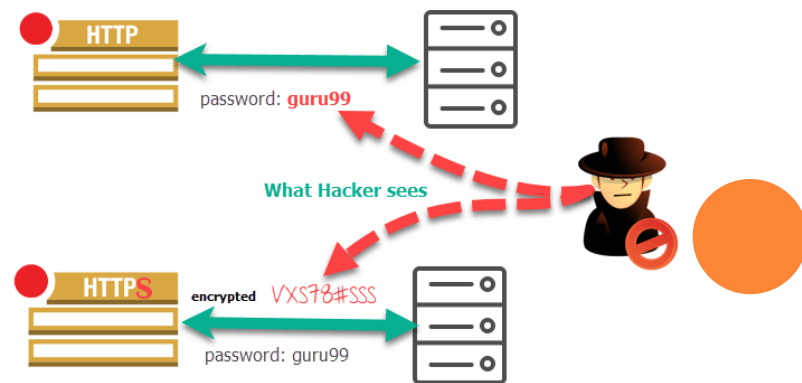 HTTP
password: guru99
What Hacker sees
HTTPS
encrypted VXS78#SSS
password: guru99